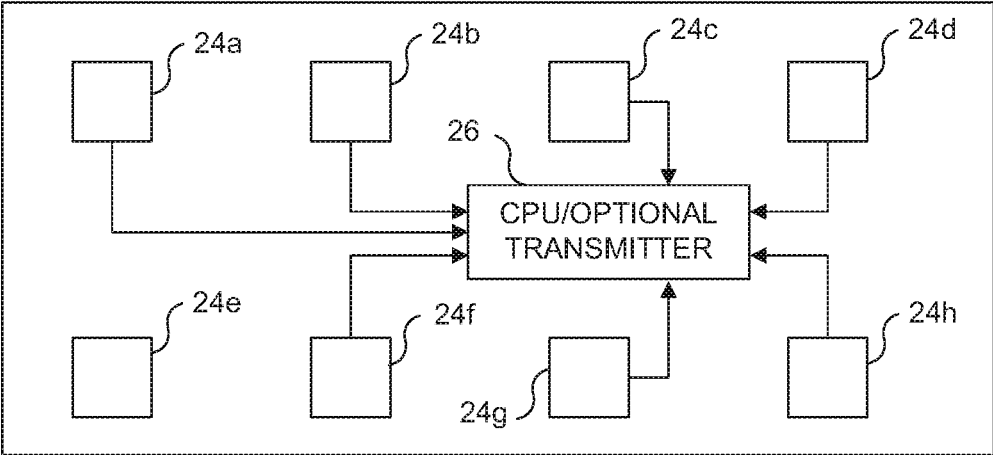 24a
24b
24c
24d
26
CPU/OPTIONAL
TRANSMITTER
24e
24f
24g
24h